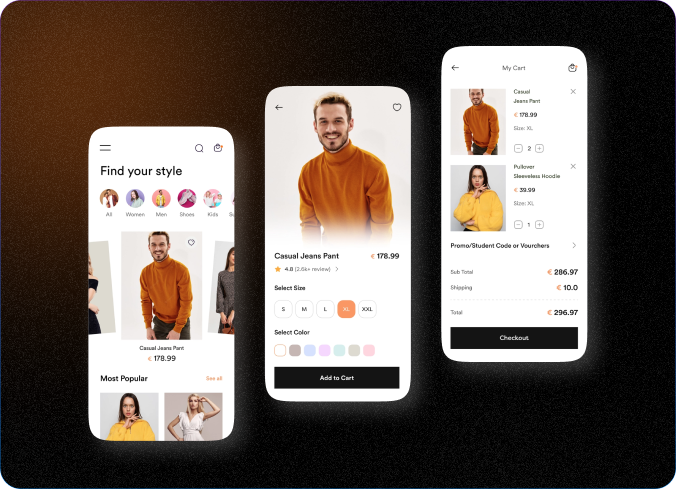 Find your style
All
Women
Men
Shoes
Kids
Casual Jeans Pant
€ 178.99
Most Popular
See all
Casual Jeans Pant
€ 178.99
4.8 (2.6k+ review)
Select Size
S
M
L
XL
XXL
Select Color
Add to Cart
My Cart
Casual
Jeans Pant
€ 178.99
Size: XL
2
Pullover
Sleeveless Hoodie
€ 39.99
Size: XL
1
Promo/Student Code or Vourchers
Sub Total
€ 286.97
Shipping
€ 10.0
Total
€ 296.97
Checkout